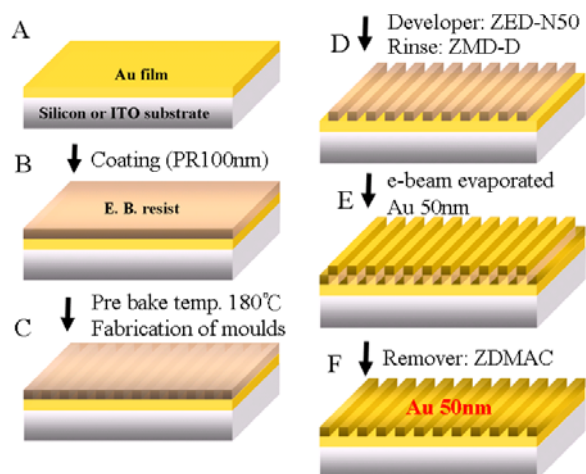 A
Au film
Silicon or ITO substrate
B
Coating (PR100nm)
E. B. resist
C
Pre bake temp. 180℃
Fabrication of moulds
D
Developer: ZED-N50
Rinse: ZMD-D
E
e-beam evaporated
Au 50nm
F
Remover: ZDMAC
Au 50nm